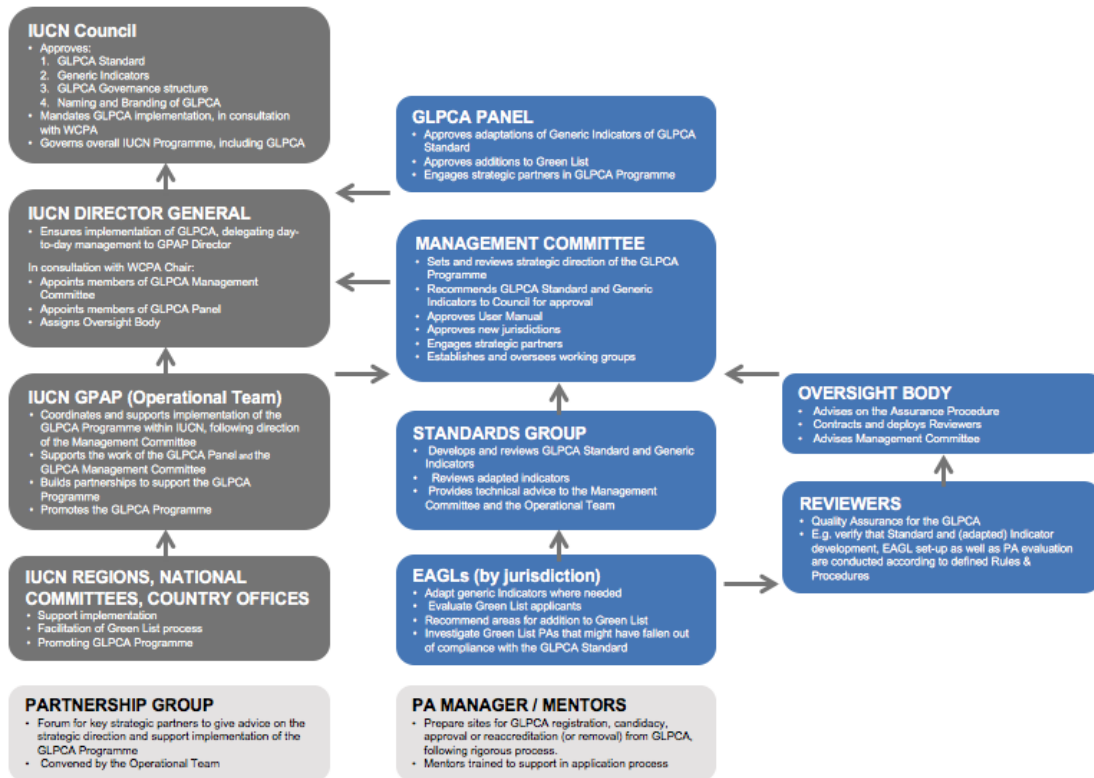 IUCN Council
• Approves:
1. GLPCA Standard
2. Generic Indicators
3. GLPCA Governance structure
4. Naming and Branding of GLPCA
• Mandates GLPCA implementation, in consultation
with WCPA
• Governs overall IUCN Programme, including GLPCA
IUCN DIRECTOR GENERAL
• Ensures implementation of GLPCA, delegating day-
to-day management to GPAP Director
In consultation with WCPA Chair:
• Appoints members of GLPCA Management
Committee
• Appoints members of GLPCA Panel
• Assigns Oversight Body
IUCN GPAP (Operational Team)
• Coordinates and supports implementation of the
GLPCA Programme within IUCN, following direction
of the Management Committee
• Supports the work of the GLPCA Panel and the
GLPCA Management Committee
• Builds partnerships to support the GLPCA
Programme
• Promotes the GLPCA Programme
IUCN REGIONS, NATIONAL
COMMITTEES, COUNTRY OFFICES
• Support implementation
• Facilitation of Green List process
• Promoting GLPCA Programme
PARTNERSHIP GROUP
• Forum for key strategic partners to give advice on the
strategic direction and support implementation of the
GLPCA Programme
• Convened by the Operational Team
GLPCA PANEL
• Approves adaptations of Generic Indicators of GLPCA
Standard
• Approves additions to Green List
• Engages strategic partners in GLPCA Programme
MANAGEMENT COMMITTEE
• Sets and reviews strategic direction of the GLPCA
Programme
• Recommends GLPCA Standard and Generic
Indicators to Council for approval
• Approves User Manual
• Approves new jurisdictions
• Engages strategic partners
• Establishes and oversees working groups
STANDARDS GROUP
• Develops and reviews GLPCA Standard and Generic
Indicators
• Reviews adapted indicators
• Provides technical advice to the Management
Committee and the Operational Team
EAGLs (by jurisdiction)
• Adapt generic Indicators where needed
• Evaluate Green List applicants
• Recommend areas for addition to Green List
• Investigate Green List PAs that might have fallen out
of compliance with the GLPCA Standard
PA MANAGER / MENTORS
• Prepare sites for GLPCA registration, candidacy,
approval or reaccreditation (or removal) from GLPCA,
following rigorous process.
• Mentors trained to support in application process
OVERSIGHT BODY
• Advises on the Assurance Procedure
• Contracts and deploys Reviewers
• Advises Management Committee
REVIEWERS
• Quality Assurance for the GLPCA
• E.g. verify that Standard and (adapted) Indicator
development, EAGL set-up as well as PA evaluation
are conducted according to defined Rules &
Procedures